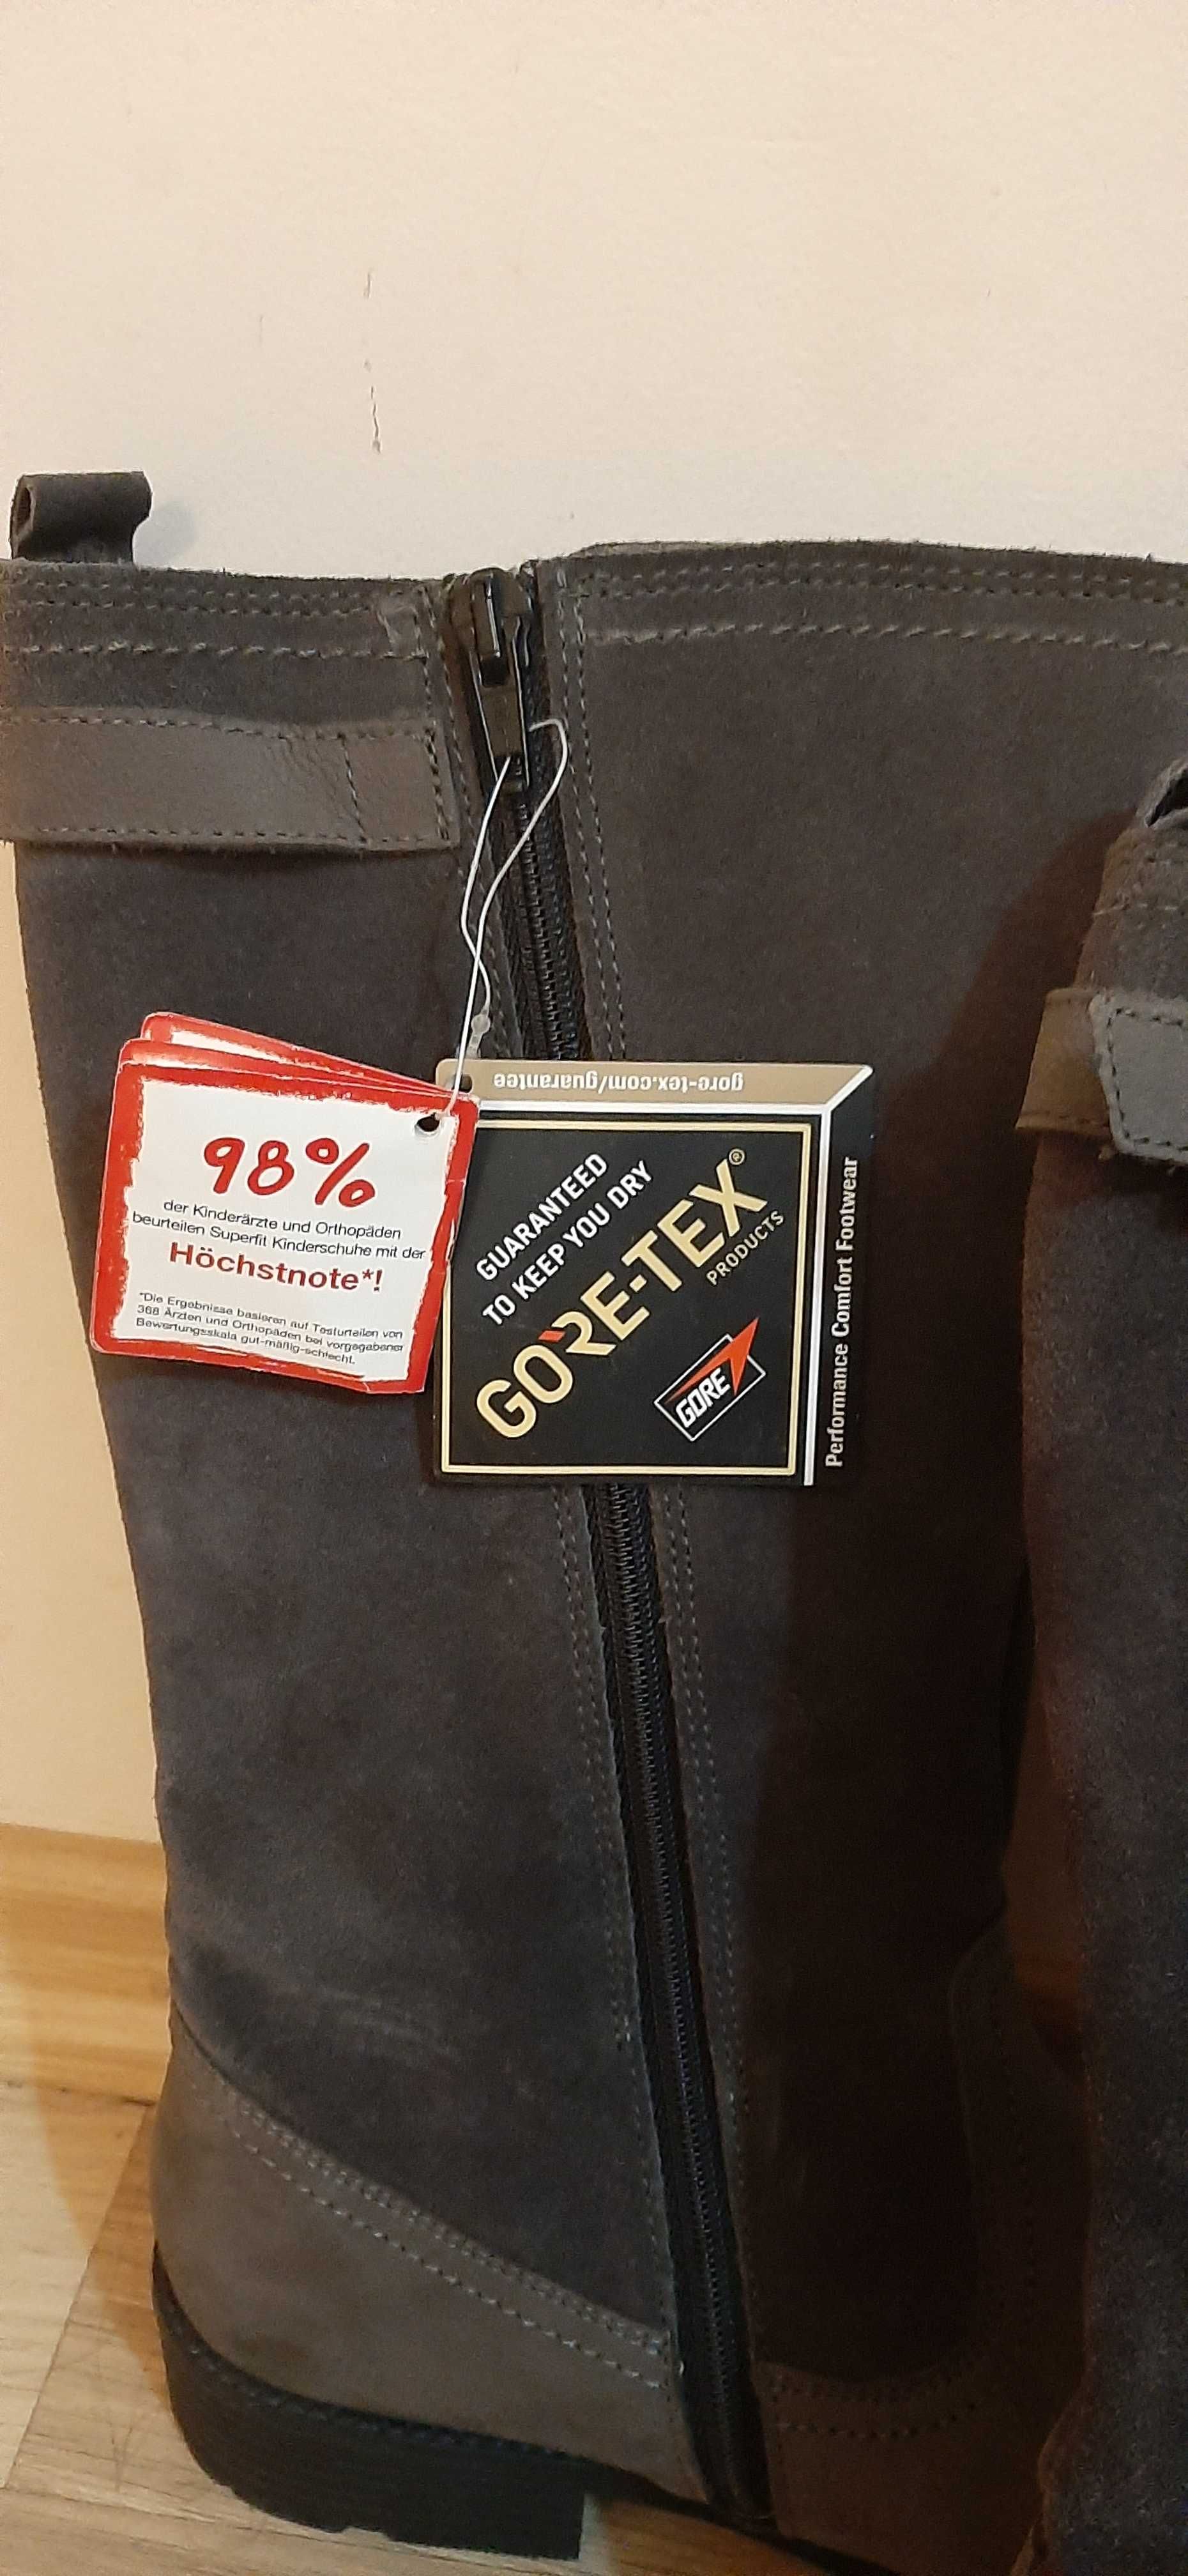 98%
der Kinderärzte und Orthopäden
beurteilen Superfit Kinderschuhe mit der
Höchstnote*!
*Die Ergebnisse basieren auf Testurteilen von
368 Ärzten und Orthopäden bei vorgegebener
Bewertungsskala gut-mäßig-schlecht.
gore-tex.com/guarantee
GUARANTEED
TO KEEP YOU DRY
GORE-TEX®
PRODUCTS
GORE
Performance Comfort Footwear